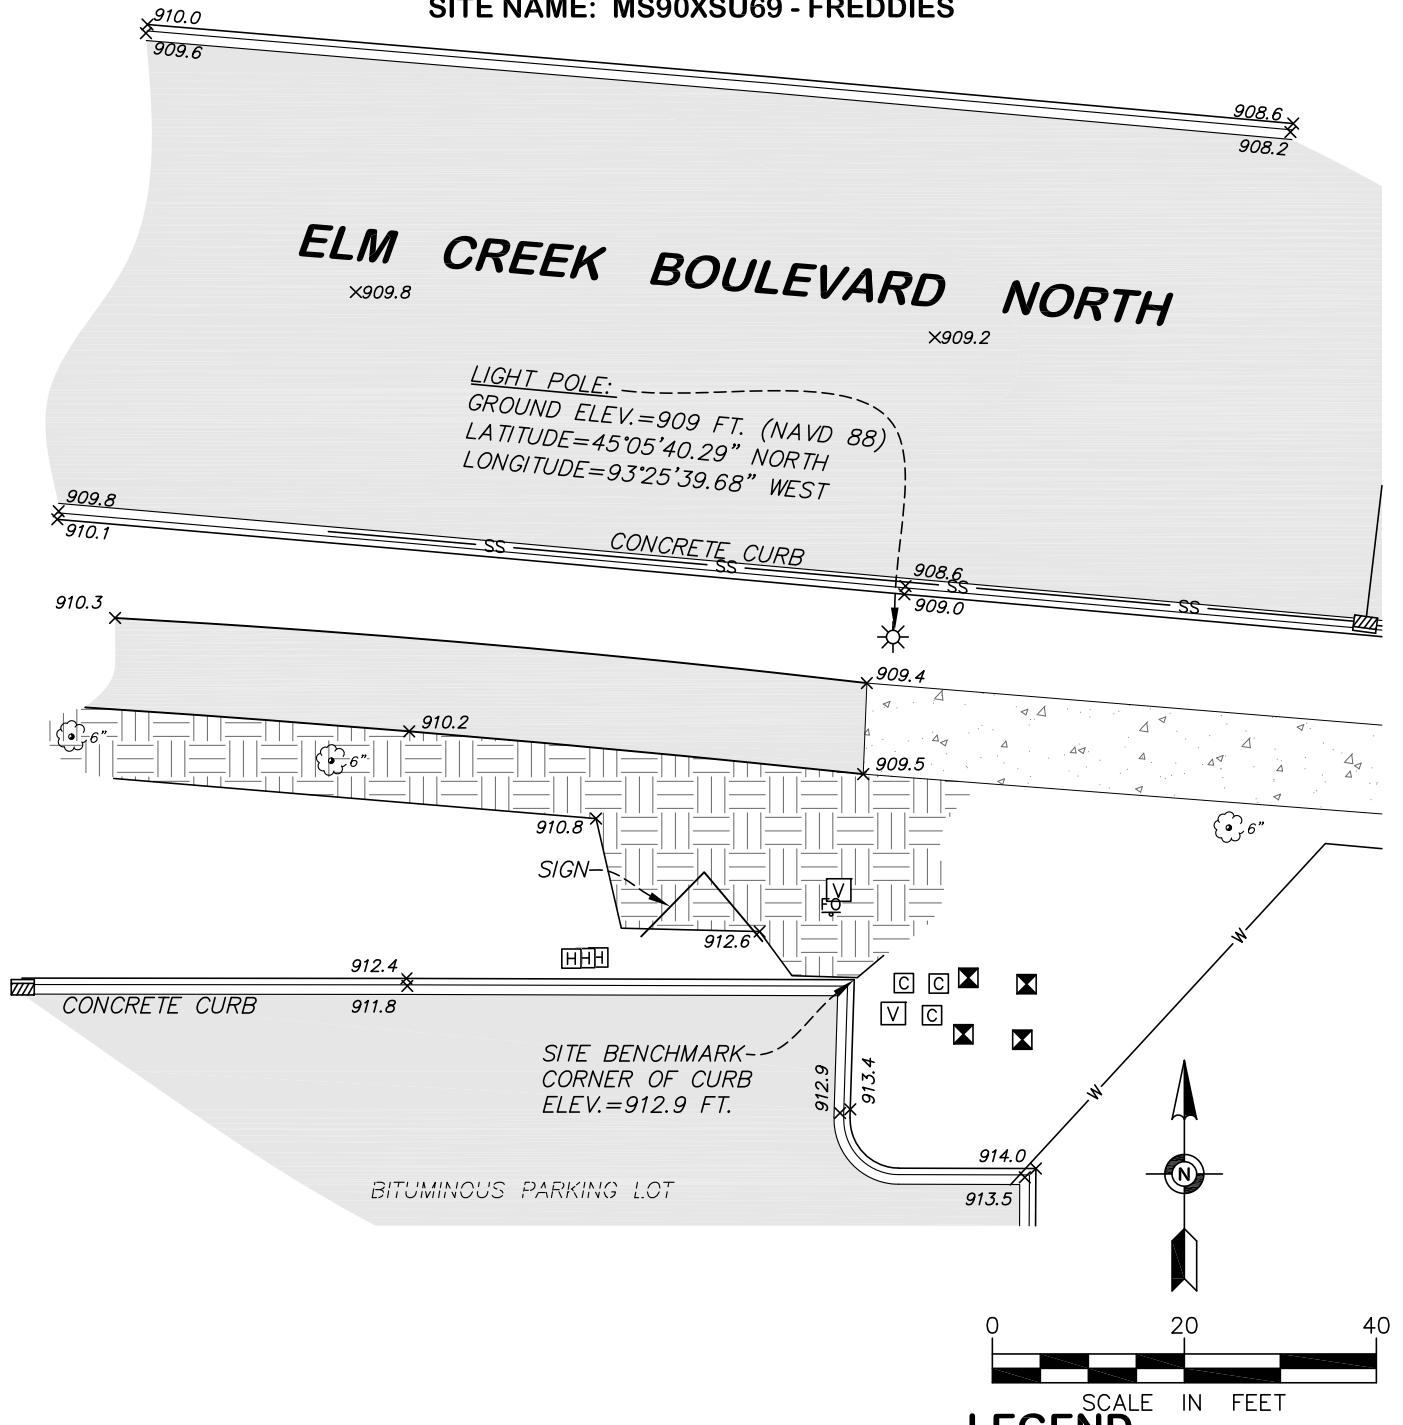 SITE NAME: MS90XSU69 - FREDDIES
910.0
909.6
908.6
908.2
ELM CREEK BOULEVARD NORTH
909.8
909.2
LIGHT POLE:
GROUND ELEV.=909 FT. (NAVD 88)
LATITUDE=45°05'40.29" NORTH
LONGITUDE=93°25'39.68" WEST
909.8
910.1
CONCRETE CURB
SS
SS
SS
SS
908.6
909.0
910.3
909.4
910.2
6"
6"
909.5
910.8
6"
SIGN
V
FO
912.6
W
HHH
912.4
911.8
CONCRETE CURB
C
C
V
C
SITE BENCHMARK
CORNER OF CURB
ELEV.=912.9 FT.
912.9
913.4
W
914.0
913.5
BITUMINOUS PARKING LOT
N
0 20 40
SCALE IN FEET
LEGEND